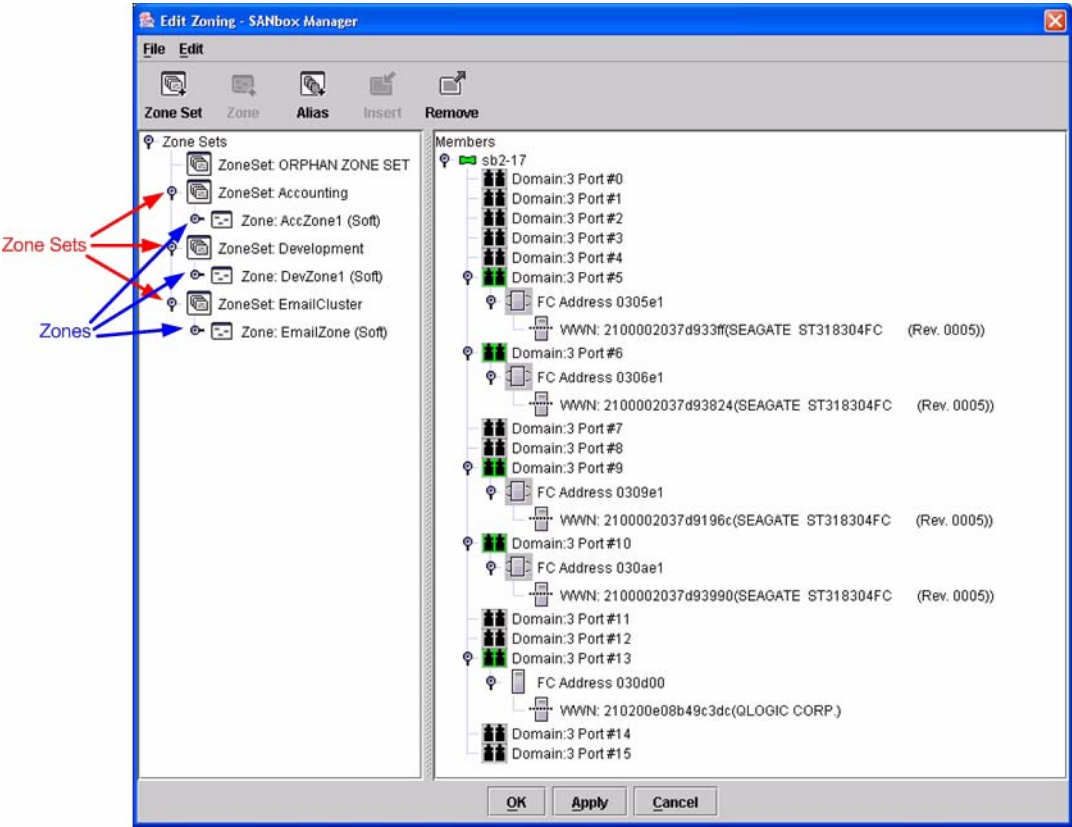 Edit Zoning - SANbox Manager
File Edit
Zone Set Zone Alias Insert Remove
Zone Sets
ZoneSet: ORPHAN ZONE SET
ZoneSet: Accounting
Zone: AccZone1 (Soft)
ZoneSet: Development
Zone: DevZone1 (Soft)
ZoneSet: EmailCluster
Zone: EmailZone (Soft)
Zone Sets
Zones
Members
sb2-17
Domain:3 Port#0
Domain:3 Port#1
Domain:3 Port#2
Domain:3 Port#3
Domain:3 Port#4
Domain:3 Port#5
FC Address 0305e1
WWN: 2100002037d933ff(SEAGATE ST318304FC (Rev. 0005))
Domain:3 Port#6
FC Address 0306e1
WWN: 2100002037d93824(SEAGATE ST318304FC (Rev. 0005))
Domain:3 Port#7
Domain:3 Port#8
Domain:3 Port#9
FC Address 0309e1
WWN: 2100002037d9196c(SEAGATE ST318304FC (Rev. 0005))
Domain:3 Port#10
FC Address 030ae1
WWN: 2100002037d93990(SEAGATE ST318304FC (Rev. 0005))
Domain:3 Port#11
Domain:3 Port#12
Domain:3 Port#13
FC Address 030d00
WWN: 210200e08b49c3dc(QLOGIC CORP.)
Domain:3 Port#14
Domain:3 Port#15
OK Apply Cancel